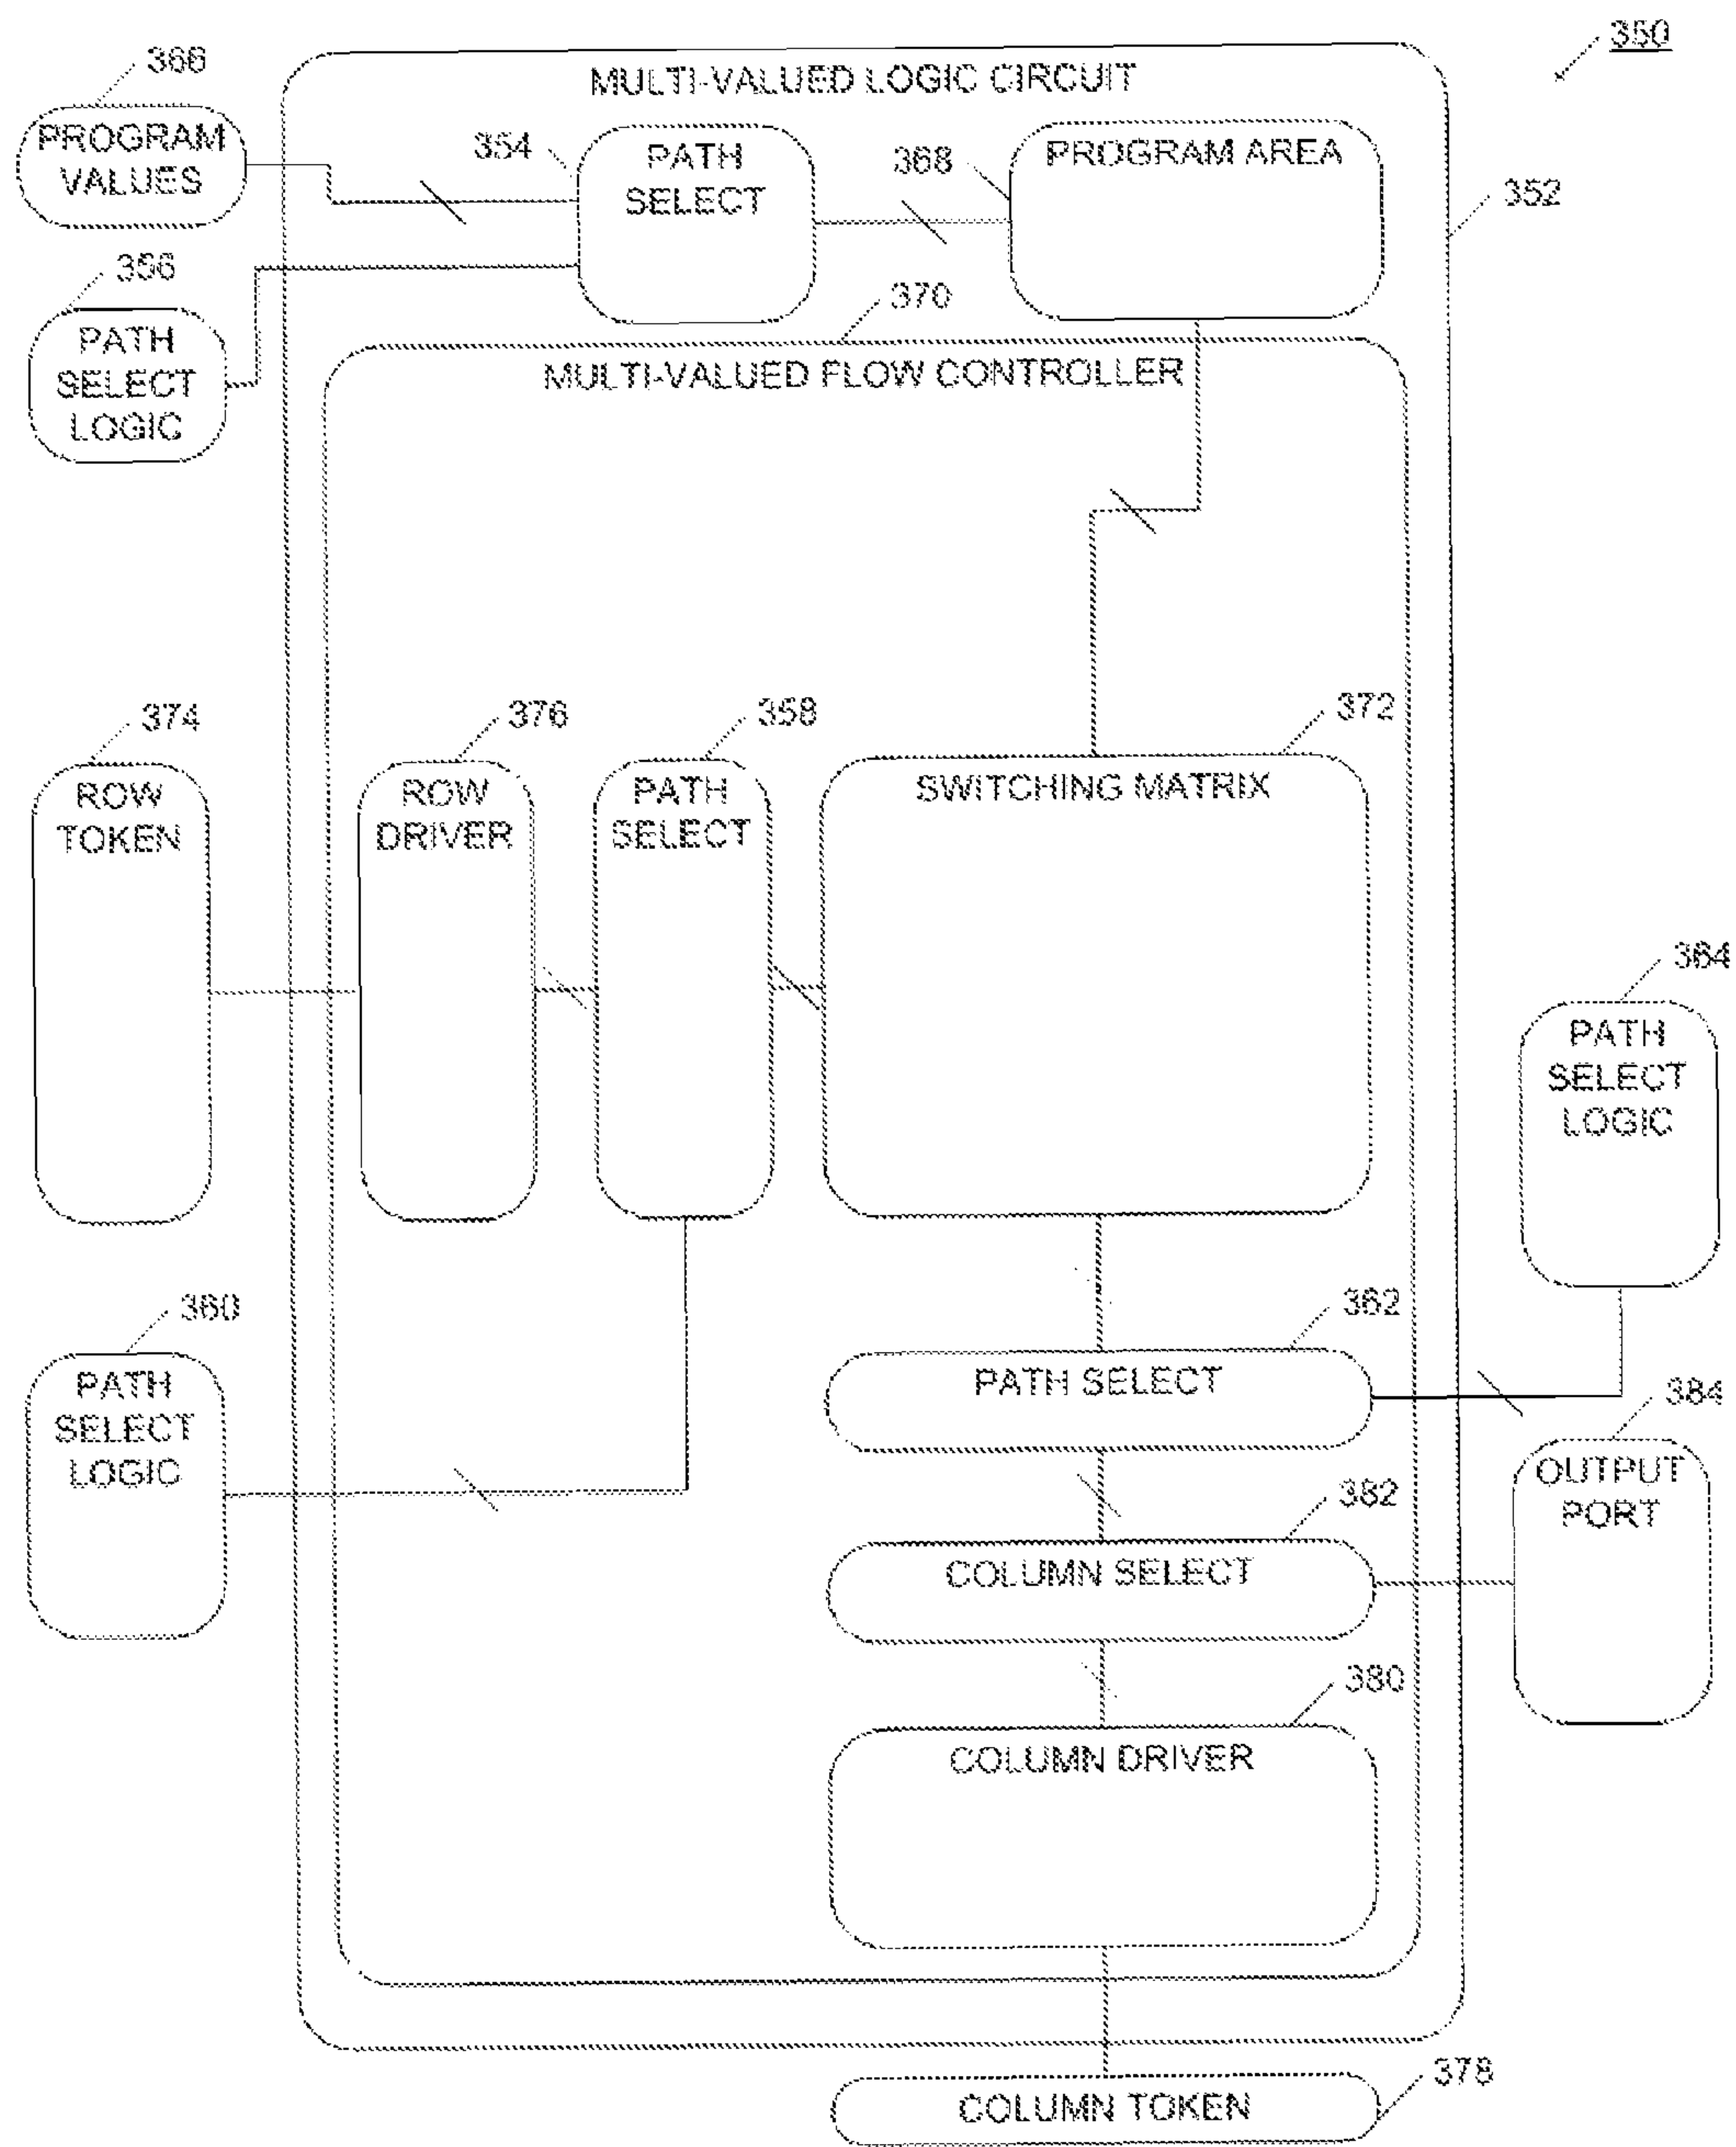 350
366
MULTI-VALUED LOGIC CIRCUIT
PROGRAM
VALUES
354
PATH
SELECT
368
PROGRAM AREA
352
356
PATH
SELECT
LOGIC
370
MULTI-VALUED FLOW CONTROLLER
374
ROW
TOKEN
376
ROW
DRIVER
358
PATH
SELECT
372
SWITCHING MATRIX
364
PATH
SELECT
LOGIC
360
PATH
SELECT
LOGIC
362
PATH SELECT
384
OUTPUT
PORT
382
COLUMN SELECT
380
COLUMN DRIVER
378
COLUMN TOKEN